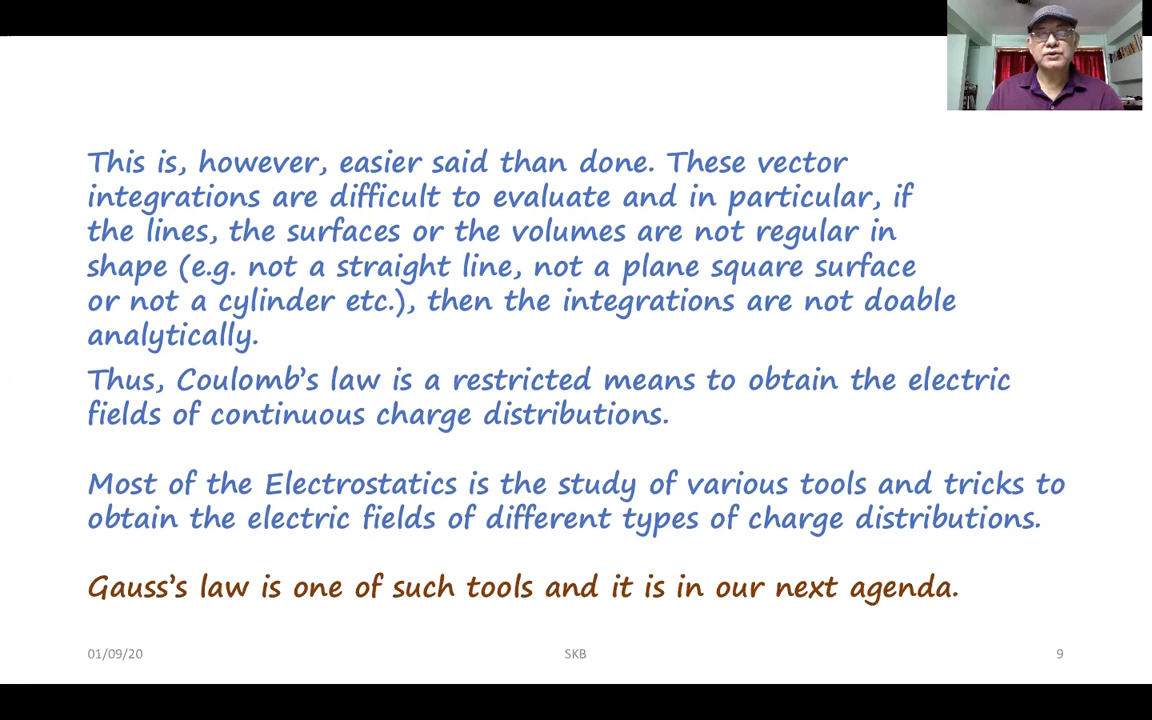 This is, however, easier said than done. These vector
integrations are difficult to evaluate and in particular, if
the lines, the surfaces or the volumes are not regular in
shape (e.g. not a straight line, not a plane square surface
or not a cylinder etc.), then the integrations are not doable
analytically.
Thus, Coulomb’s law is a restricted means to obtain the electric
fields of continuous charge distributions.
Most of the Electrostatics is the study of various tools and tricks to
obtain the electric fields of different types of charge distributions.
Gauss’s law is one of such tools and it is in our next agenda.
01/09/20
SKB
9